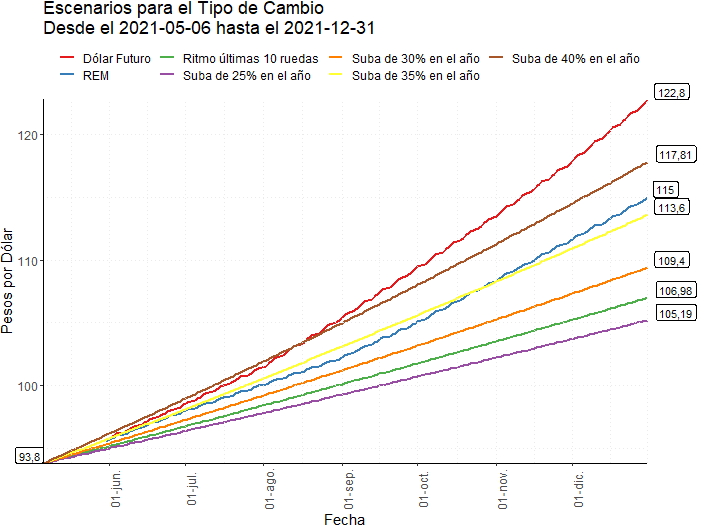 Escenarios para el Tipo de Cambio
Desde el 2021-05-06 hasta el 2021-12-31
Dólar Futuro
Ritmo últimas 10 ruedas
Suba de 30% en el año
Suba de 40% en el año
REM
Suba de 25% en el año
Suba de 35% en el año
122,8
120
117,81
115
113,6
110
109,4
106,98
105,19
100
93,8
Pesos por Dólar
01-jun.
01-jul.
01-ago.
01-sep.
01-oct.
01-nov.
01-dic.
Fecha